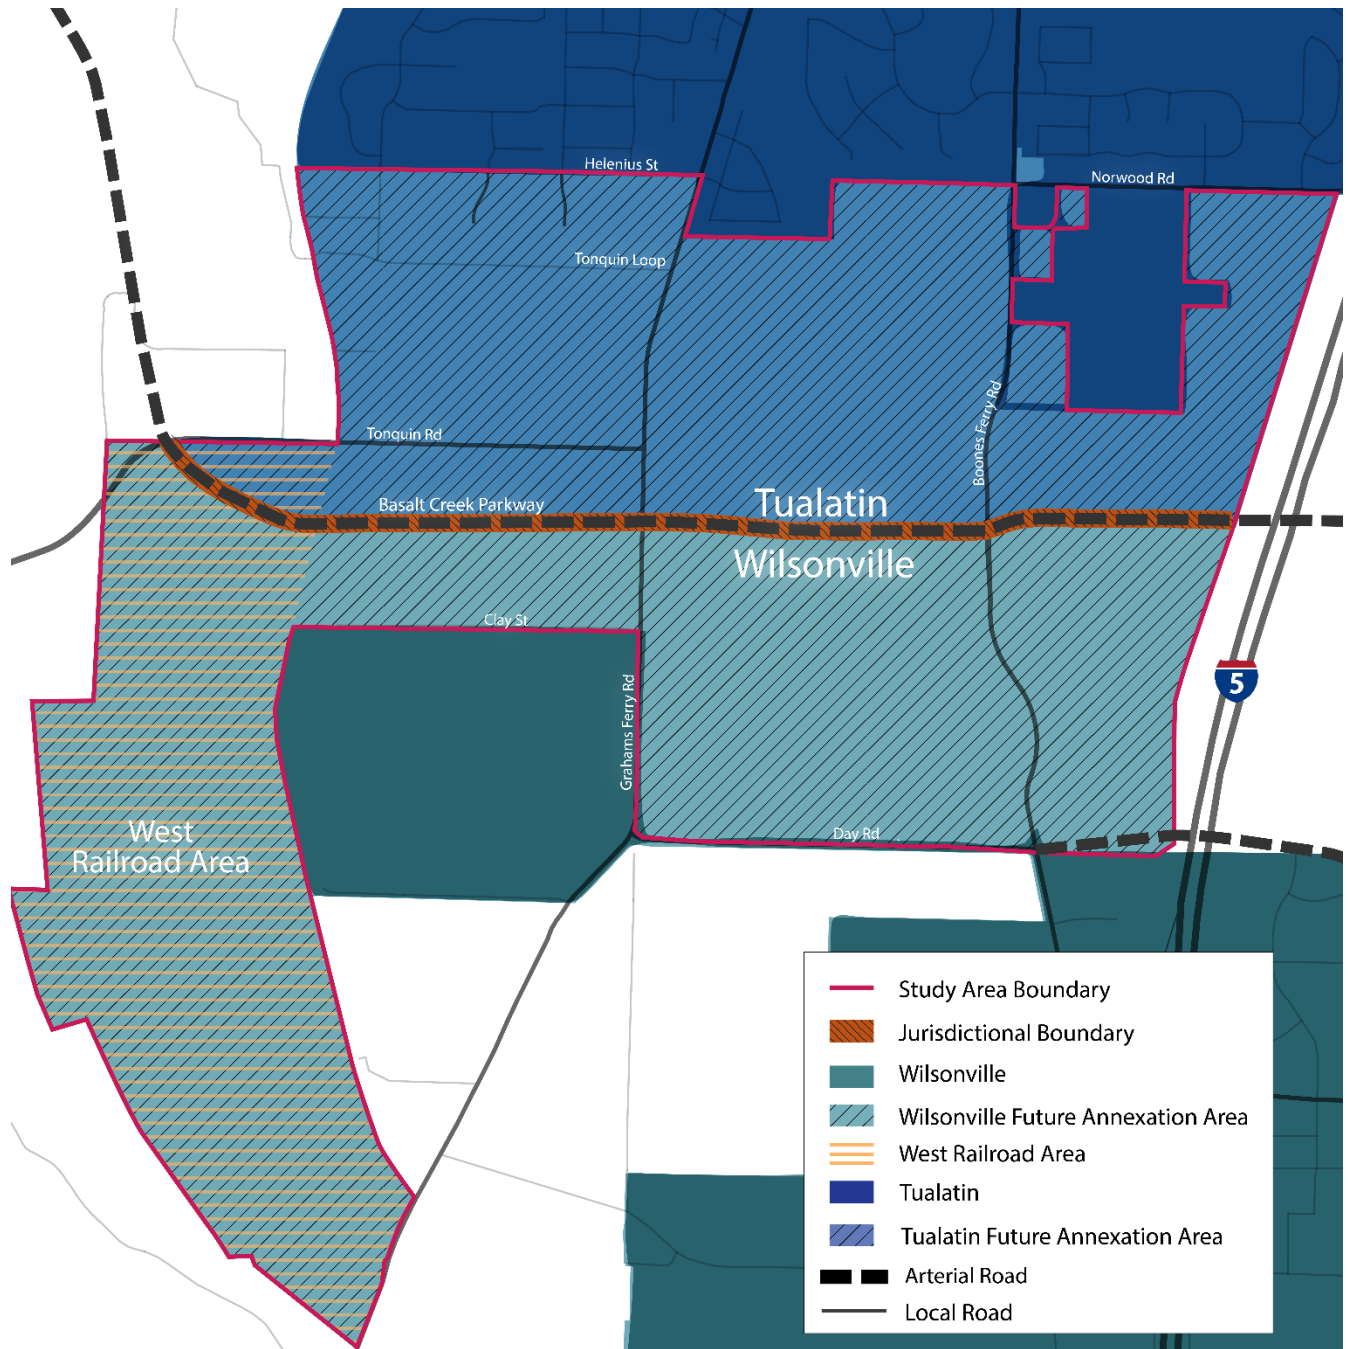 Helenius St
Norwood Rd
Tonquin Loop
Boones Ferry Rd
Tonquin Rd
Basalt Creek Parkway
Tualatin
Wilsonville
Clay St
Grahams Ferry Rd
5
West
Railroad Area
Day Rd
Study Area Boundary
Jurisdictional Boundary
Wilsonville
Wilsonville Future Annexation Area
West Railroad Area
Tualatin
Tualatin Future Annexation Area
Arterial Road
Local Road